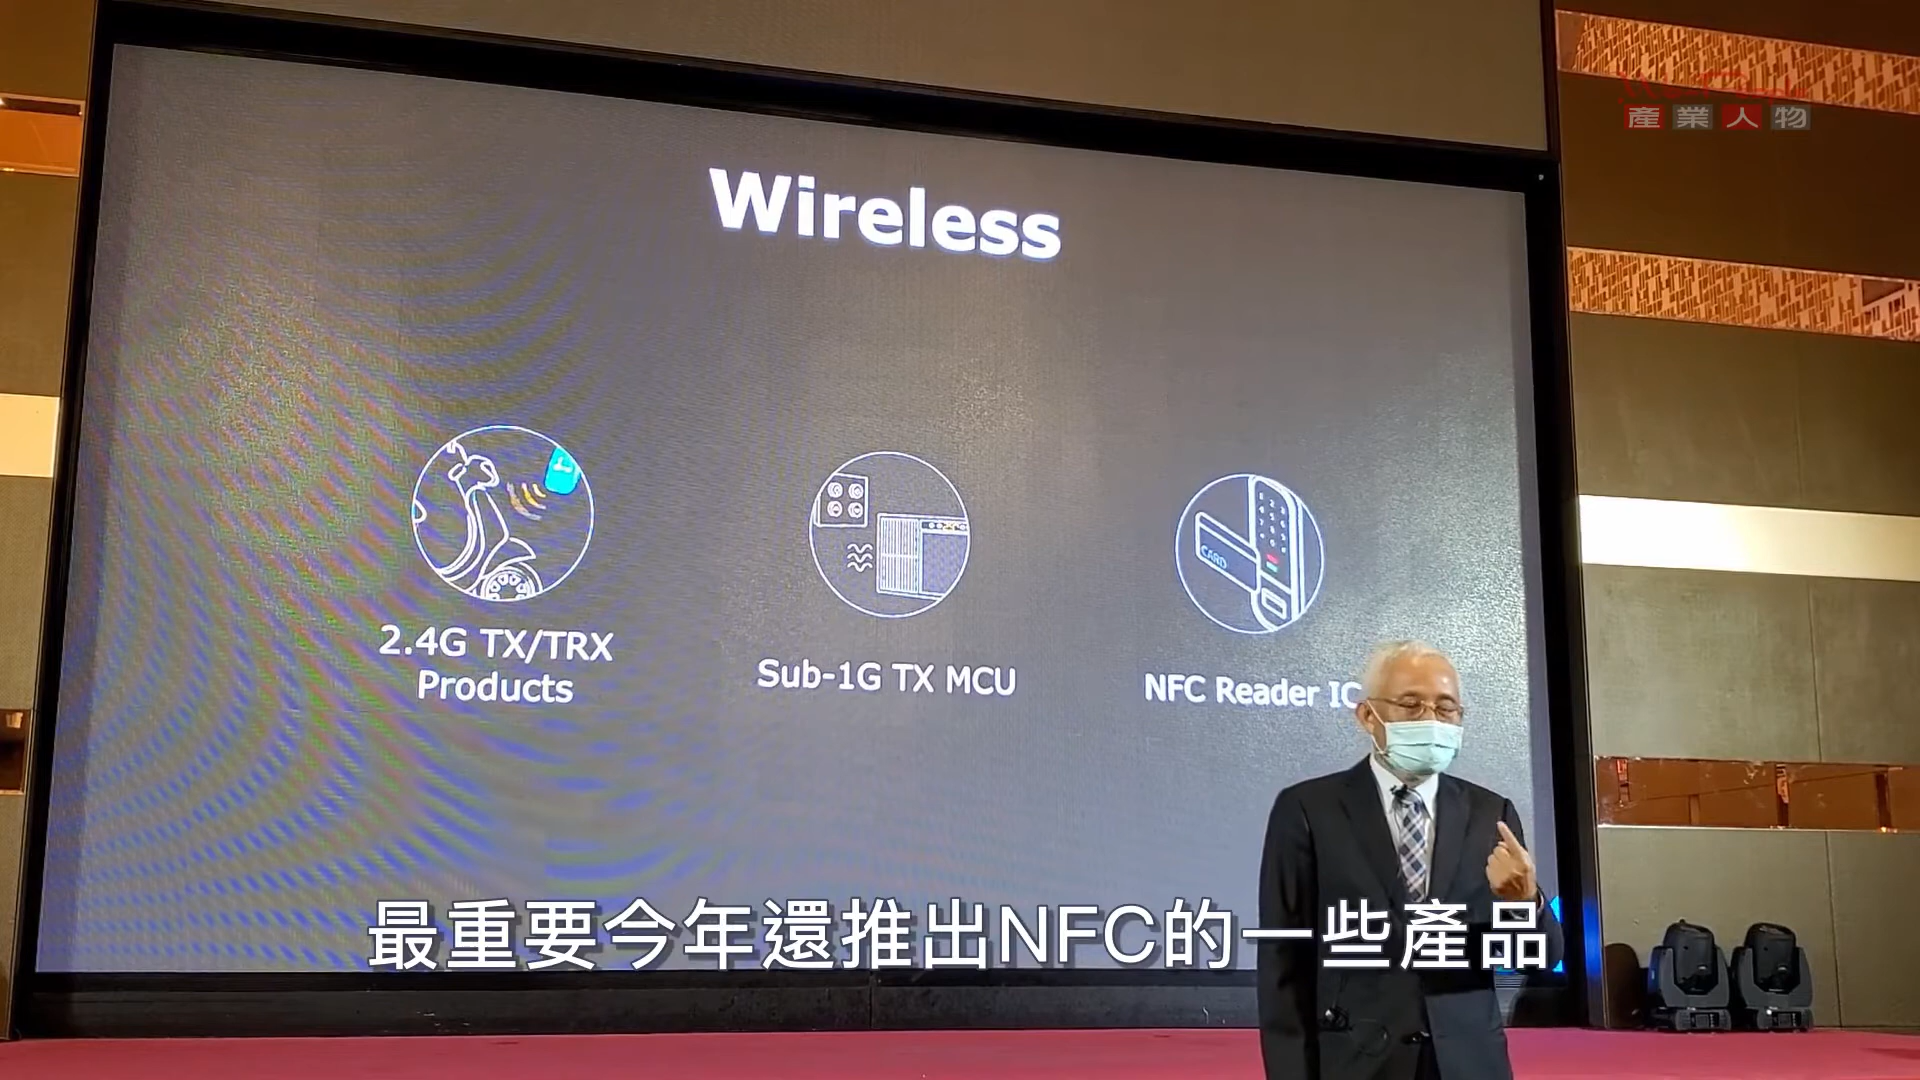 產業人物
Wireless
CARD
2.4G TX/TRX
Products
Sub-1G TX MCU
NFC Reader IC
最重要今年還推出NFC的一些產品